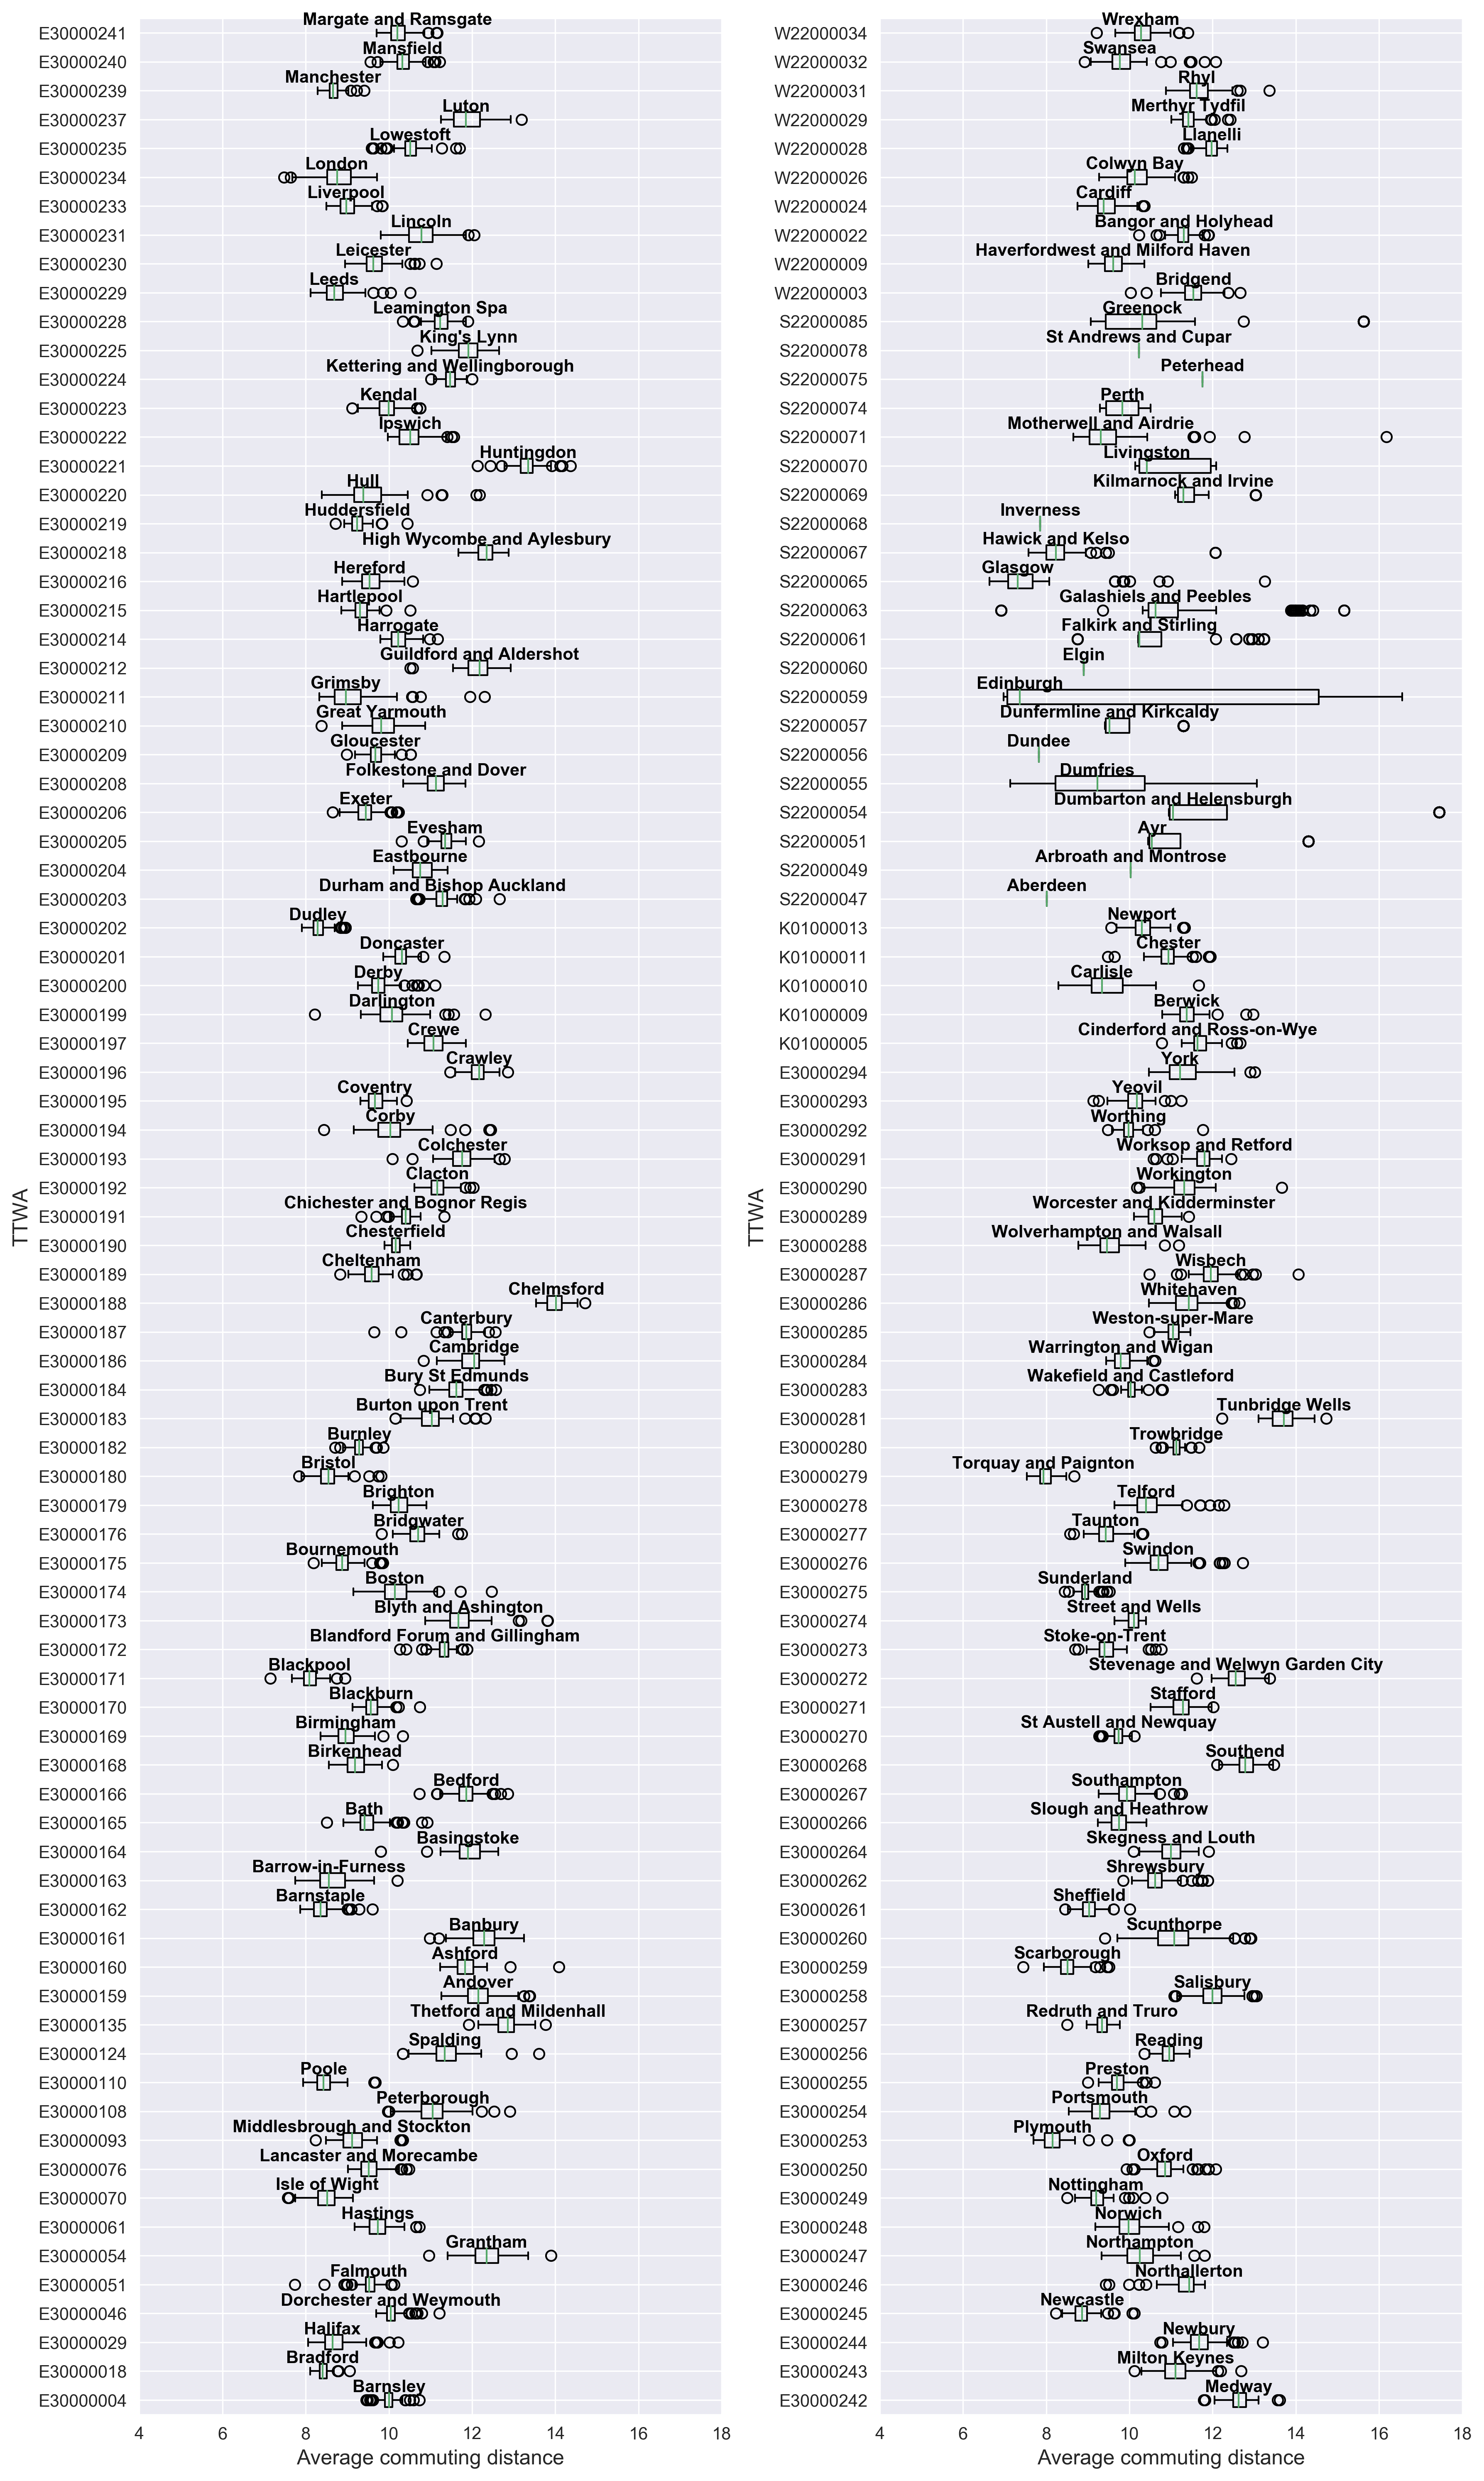 TTWA
E30000241 Margate and Ramsgate
E30000240 Mansfield
E30000239 Manchester
E30000237 Luton
E30000235 Lowestoft
E30000234 London
E30000233 Liverpool
E30000231 Lincoln
E30000230 Leicester
E30000229 Leeds
E30000228 Leamington Spa
E30000225 King's Lynn
E30000224 Kettering and Wellingborough
E30000223 Kendal
E30000222 Ipswich
E30000221 Huntingdon
E30000220 Hull
E30000219 Huddersfield
E30000218 High Wycombe and Aylesbury
E30000216 Hereford
E30000215 Hartlepool
E30000214 Harrogate
E30000212 Guildford and Aldershot
E30000211 Grimsby
E30000210 Great Yarmouth
E30000209 Gloucester
E30000208 Folkestone and Dover
E30000206 Exeter
E30000205 Evesham
E30000204 Eastbourne
E30000203 Durham and Bishop Auckland
E30000202 Dudley
E30000201 Doncaster
E30000200 Derby
E30000199 Darlington
E30000197 Crewe
E30000196 Crawley
E30000195 Coventry
E30000194 Corby
E30000193 Colchester
E30000192 Clacton
E30000191 Chichester and Bognor Regis
E30000190 Chesterfield
E30000189 Cheltenham
E30000188 Chelmsford
E30000187 Canterbury
E30000186 Cambridge
E30000184 Bury St Edmunds
E30000183 Burton upon Trent
E30000182 Burnley
E30000180 Bristol
E30000179 Brighton
E30000176 Bridgwater
E30000175 Bournemouth
E30000174 Boston
E30000173 Blyth and Ashington
E30000172 Blandford Forum and Gillingham
E30000171 Blackpool
E30000170 Blackburn
E30000169 Birmingham
E30000168 Birkenhead
E30000166 Bedford
E30000165 Bath
E30000164 Basingstoke
E30000163 Barrow-in-Furness
E30000162 Barnstaple
E30000161 Banbury
E30000160 Ashford
E30000159 Andover
E30000135 Thetford and Mildenhall
E30000124 Spalding
E30000110 Poole
E30000108 Peterborough
E30000093 Middlesbrough and Stockton
E30000076 Lancaster and Morecambe
E30000070 Isle of Wight
E30000061 Hastings
E30000054 Grantham
E30000051 Falmouth
E30000046 Dorchester and Weymouth
E30000029 Halifax
E30000018 Bradford
E30000004 Barnsley
4 6 8 10 12 14 16 18
Average commuting distance
TTWA
W22000034 Wrexham
W22000032 Swansea
W22000031 Rhyl
W22000029 Merthyr Tydfil
W22000028 Llanelli
W22000026 Colwyn Bay
W22000024 Cardiff
W22000022 Bangor and Holyhead
W22000009 Haverfordwest and Milford Haven
W22000003 Bridgend
S22000085 Greenock
S22000078 St Andrews and Cupar
S22000075 Peterhead
S22000074 Perth
S22000071 Motherwell and Airdrie
S22000070 Livingston
S22000069 Kilmarnock and Irvine
S22000068 Inverness
S22000067 Hawick and Kelso
S22000065 Glasgow
S22000063 Galashiels and Peebles
S22000061 Falkirk and Stirling
S22000060 Elgin
S22000059 Edinburgh
S22000057 Dunfermline and Kirkcaldy
S22000056 Dundee
S22000055 Dumfries
S22000054 Dumbarton and Helensburgh
S22000051 Ayr
S22000049 Arbroath and Montrose
S22000047 Aberdeen
K01000013 Newport
K01000011 Chester
K01000010 Carlisle
K01000009 Berwick
K01000005 Cinderford and Ross-on-Wye
E30000294 York
E30000293 Yeovil
E30000292 Worthing
E30000291 Worksop and Retford
E30000290 Workington
E30000289 Worcester and Kidderminster
E30000288 Wolverhampton and Walsall
E30000287 Wisbech
E30000286 Whitehaven
E30000285 Weston-super-Mare
E30000284 Warrington and Wigan
E30000283 Wakefield and Castleford
E30000281 Tunbridge Wells
E30000280 Trowbridge
E30000279 Torquay and Paignton
E30000278 Telford
E30000277 Taunton
E30000276 Swindon
E30000275 Sunderland
E30000274 Street and Wells
E30000273 Stoke-on-Trent
E30000272 Stevenage and Welwyn Garden City
E30000271 Stafford
E30000270 St Austell and Newquay
E30000268 Southend
E30000267 Southampton
E30000266 Slough and Heathrow
E30000264 Skegness and Louth
E30000262 Shrewsbury
E30000261 Sheffield
E30000260 Scunthorpe
E30000259 Scarborough
E30000258 Salisbury
E30000257 Redruth and Truro
E30000256 Reading
E30000255 Preston
E30000254 Portsmouth
E30000253 Plymouth
E30000250 Oxford
E30000249 Nottingham
E30000248 Norwich
E30000247 Northampton
E30000246 Northallerton
E30000245 Newcastle
E30000244 Newbury
E30000243 Milton Keynes
E30000242 Medway
4 6 8 10 12 14 16 18
Average commuting distance